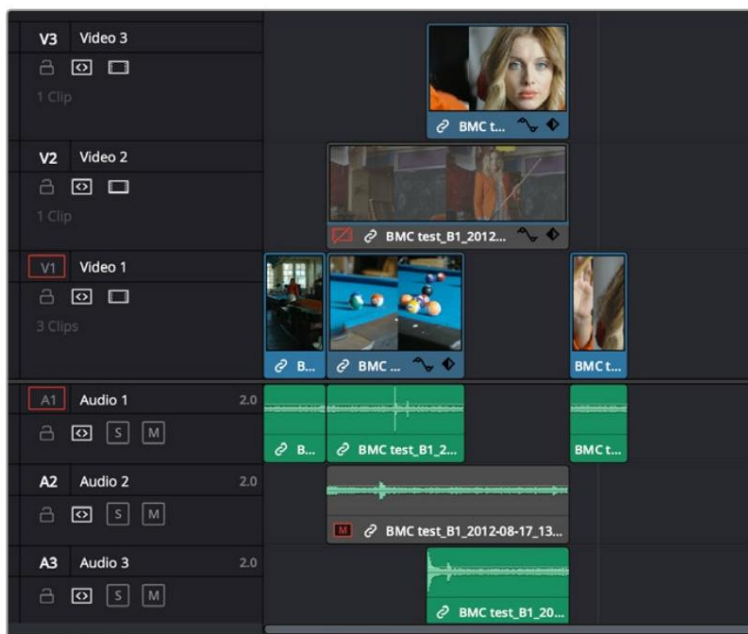 V3 Video 3
1 Clip
BMC t...
V2 Video 2
1 Clip
BMC test_B1_2012...
V1 Video 1
3 Clips
B... BMC ... BMC t...
A1 Audio 1 2.0
S M
B... BMC test_B1_2... BMC t...
A2 Audio 2 2.0
S M
M BMC test_B1_2012-08-17_13...
A3 Audio 3 2.0
S M
BMC test_B1_20...